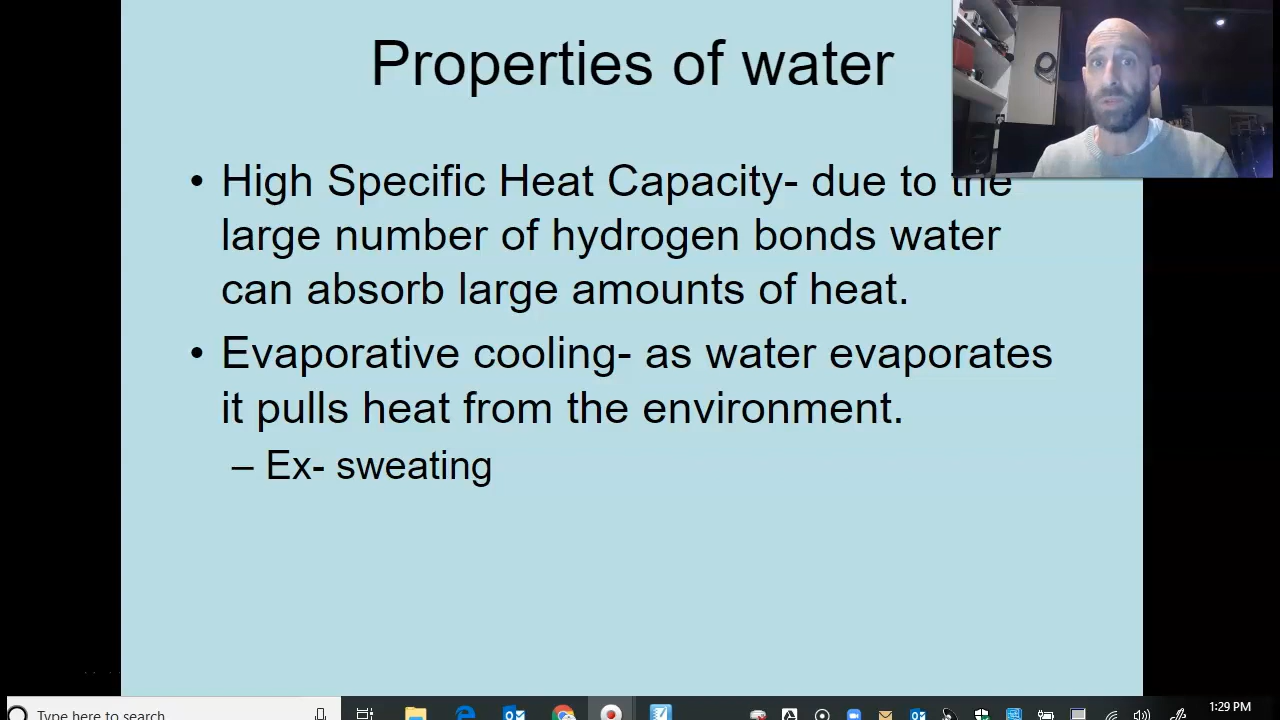 Properties of water
• High Specific Heat Capacity- due to the
large number of hydrogen bonds water
can absorb large amounts of heat.
• Evaporative cooling- as water evaporates
it pulls heat from the environment.
– Ex- sweating
Type here to search
1:29 PM